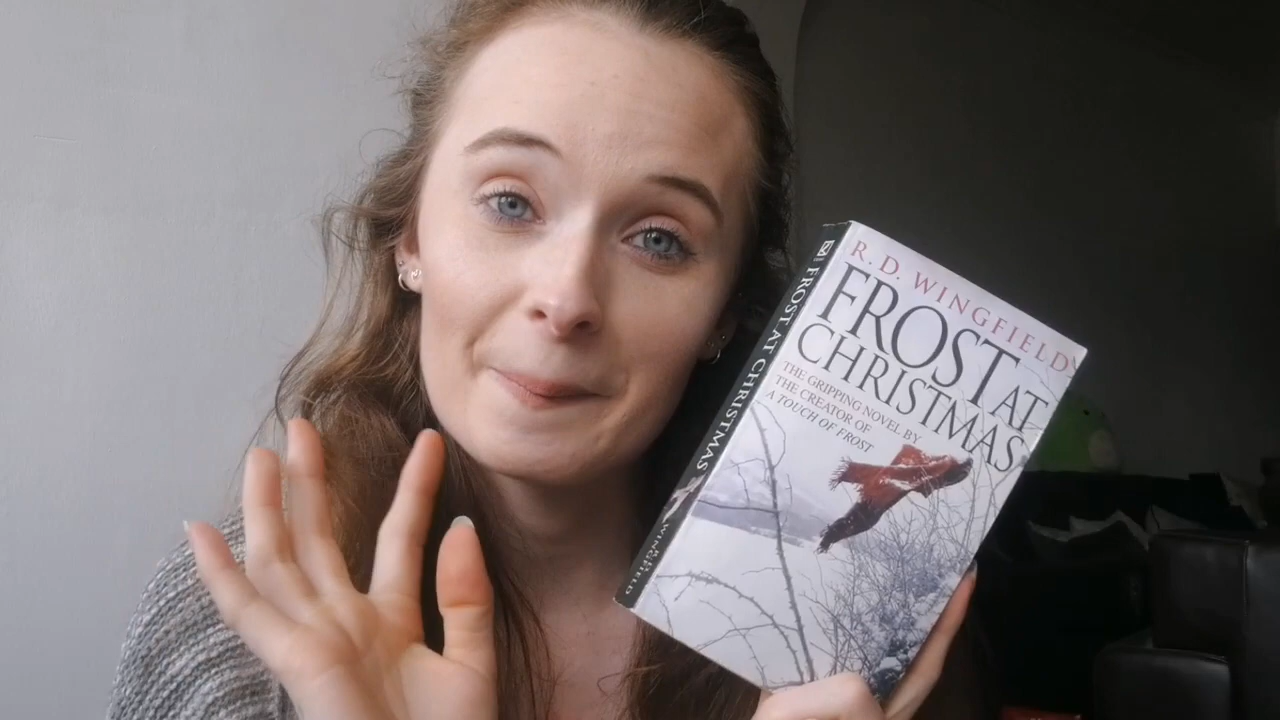 R. D. WINGFIELD
FROST AT
CHRISTMAS
THE GRIPPING NOVEL BY
THE CREATOR OF
A TOUCH OF FROST
FROST AT CHRISTMAS
R. D.
WINGFIELD